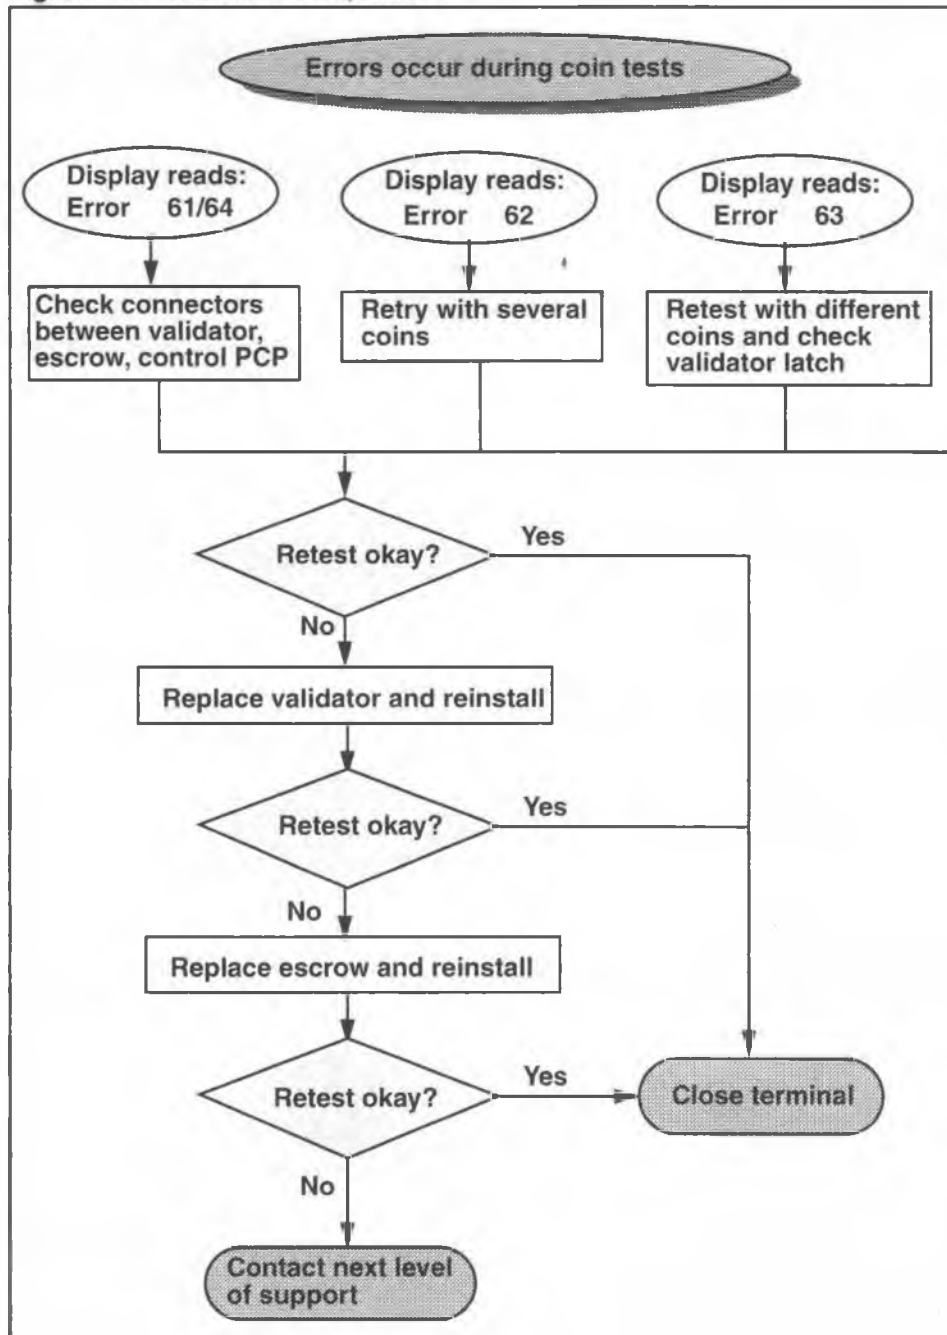 Errors occur during coin tests
Display reads:
Error 61/64
Display reads:
Error 62
Display reads:
Error 63
Check connectors
between validator,
escrow, control PCP
Retry with several
coins
Retest with different
coins and check
validator latch
Retest okay?
Yes
No
Replace validator and reinstall
Retest okay?
Yes
No
Replace escrow and reinstall
Retest okay?
Yes
Close terminal
No
Contact next level
of support